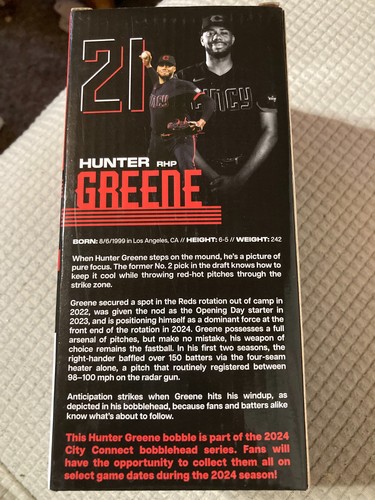 21
C
NCY
HUNTER RHP
GREENE
BORN: 8/6/1999 in Los Angeles, CA // HEIGHT: 6-5 // WEIGHT: 242
When Hunter Greene steps on the mound, he's a picture of
pure focus. The former No. 2 pick in the draft knows how to
keep it cool while throwing red-hot pitches through the
strike zone.
Greene secured a spot in the Reds rotation out of camp in
2022, was given the nod as the Opening Day starter in
2023, and is positioning himself as a dominant force at the
front end of the rotation in 2024. Greene possesses a full
arsenal of pitches, but make no mistake, his weapon of
choice remains the fastball. In his first two seasons, the
right-hander baffled over 150 batters via the four-seam
heater alone, a pitch that routinely registered between
98–100 mph on the radar gun.
Anticipation strikes when Greene hits his windup, as
depicted in his bobblehead, because fans and batters alike
know what's about to follow.
This Hunter Greene bobble is part of the 2024
City Connect bobblehead series. Fans will
have the opportunity to collect them all on
select game dates during the 2024 season!